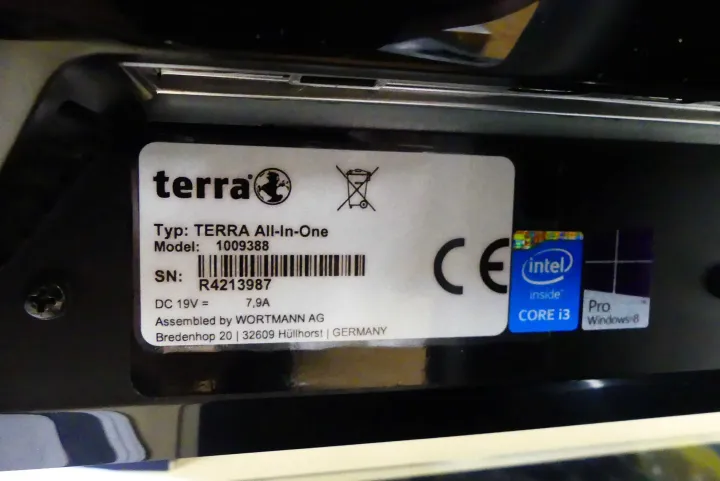 terra
Typ: TERRA All-In-One
Model: 1009388
SN:
R4213987
DC 19V = 7,9A
Assembled by WORTMANN AG
Bredenhop 20 | 32609 Hüllhorst | GERMANY
CE
intel
inside
CORE i3
Pro
Windows 8